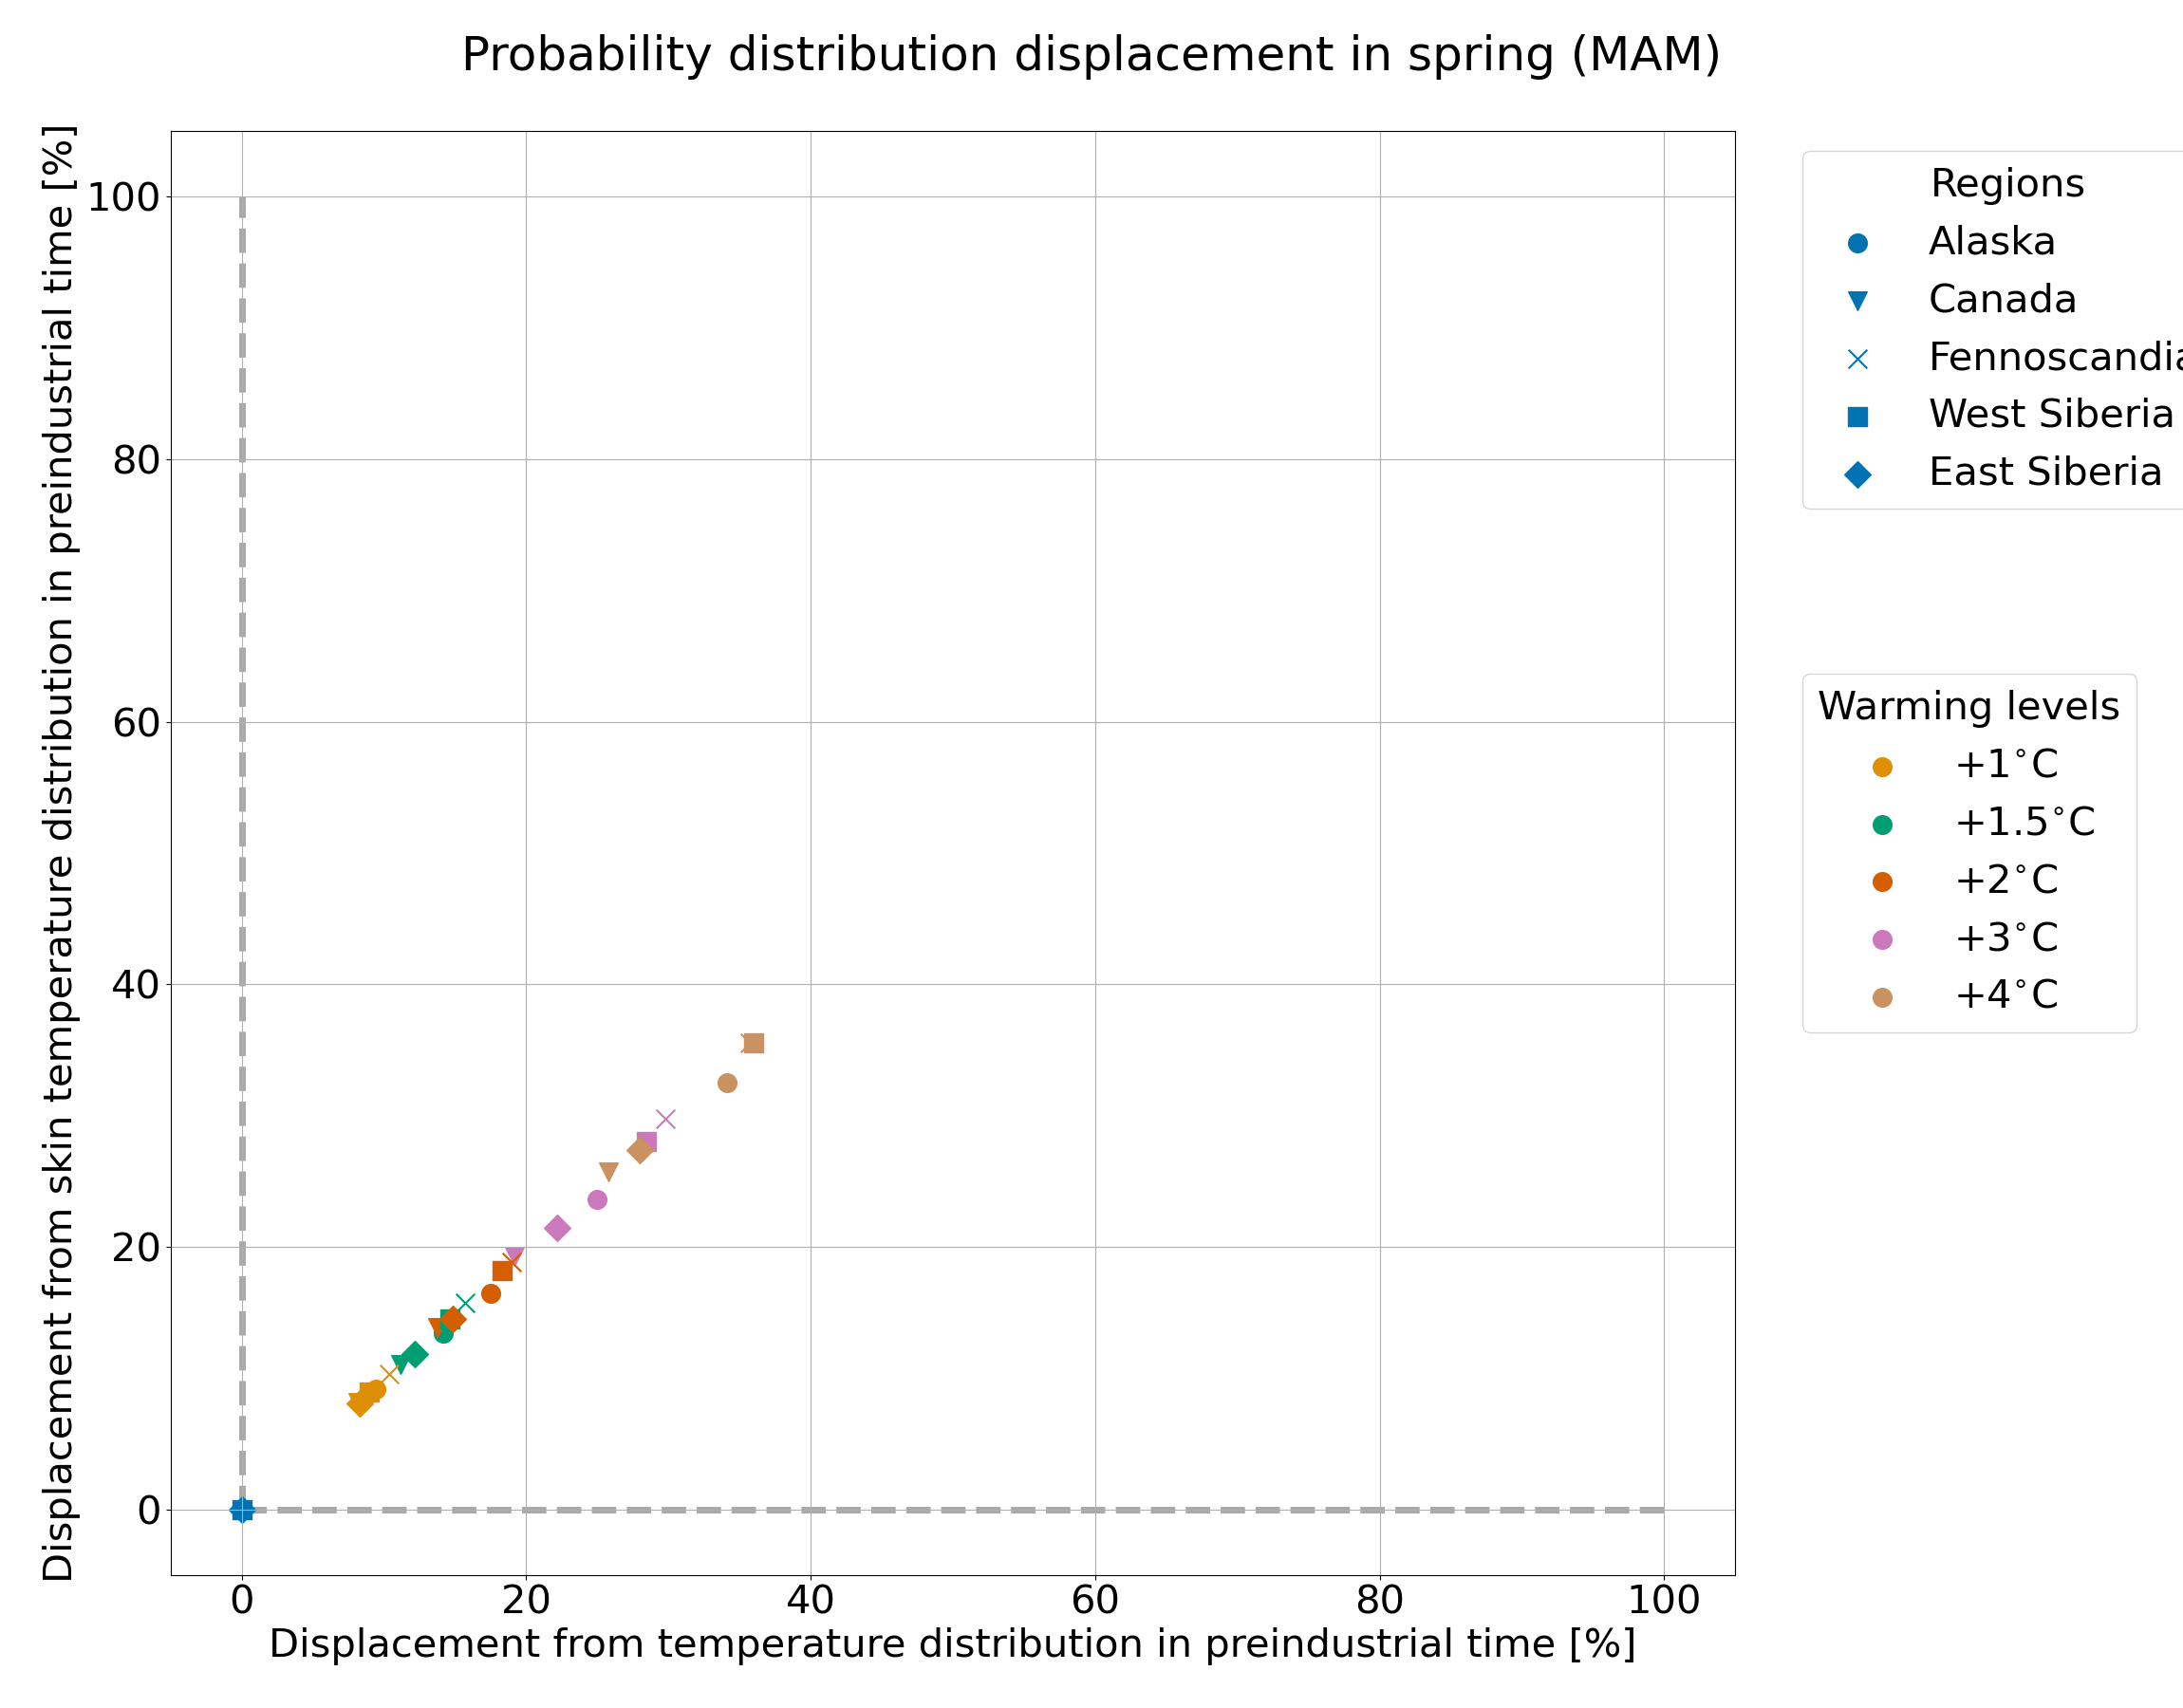 Probability distribution displacement in spring (MAM)
Displacement from skin temperature distribution in preindustrial time [%]
100
80
60
40
20
0
0 20 40 60 80 100
Displacement from temperature distribution in preindustrial time [%]
Regions
Alaska
Canada
Fennoscandia
West Siberia
East Siberia
Warming levels
+1°C
+1.5°C
+2°C
+3°C
+4°C